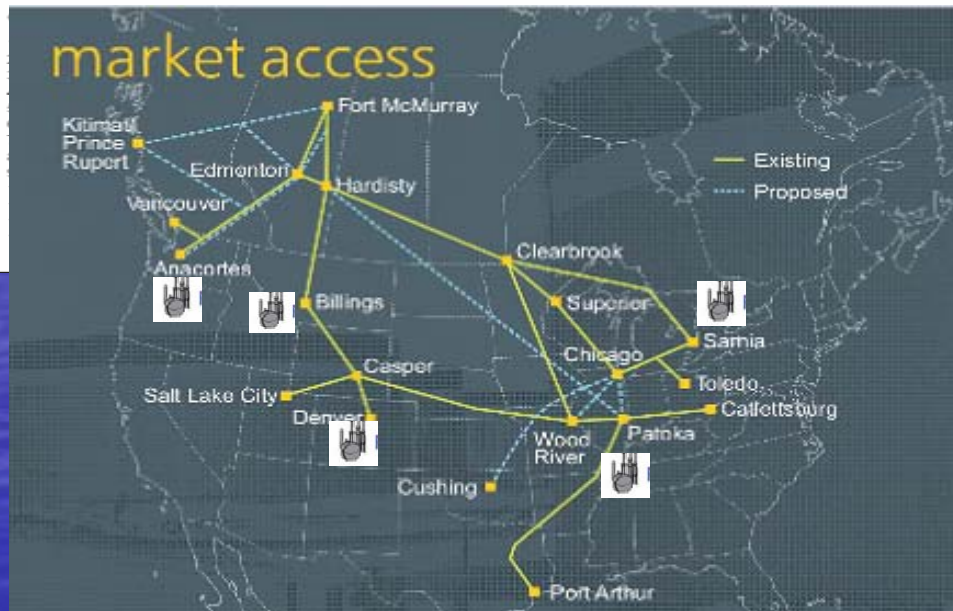 market access
Fort McMurray
Kitimat/
Prince
Rupert
Edmonton
Hardisty
Existing
Proposed
Vancouver
Anacortes
Clearbrook
Billings
Superior
Sarnia
Chicago
Casper
Toledo
Salt Lake City
Denver
Catlettsburg
Wood
River
Patoka
Cushing
Port Arthur